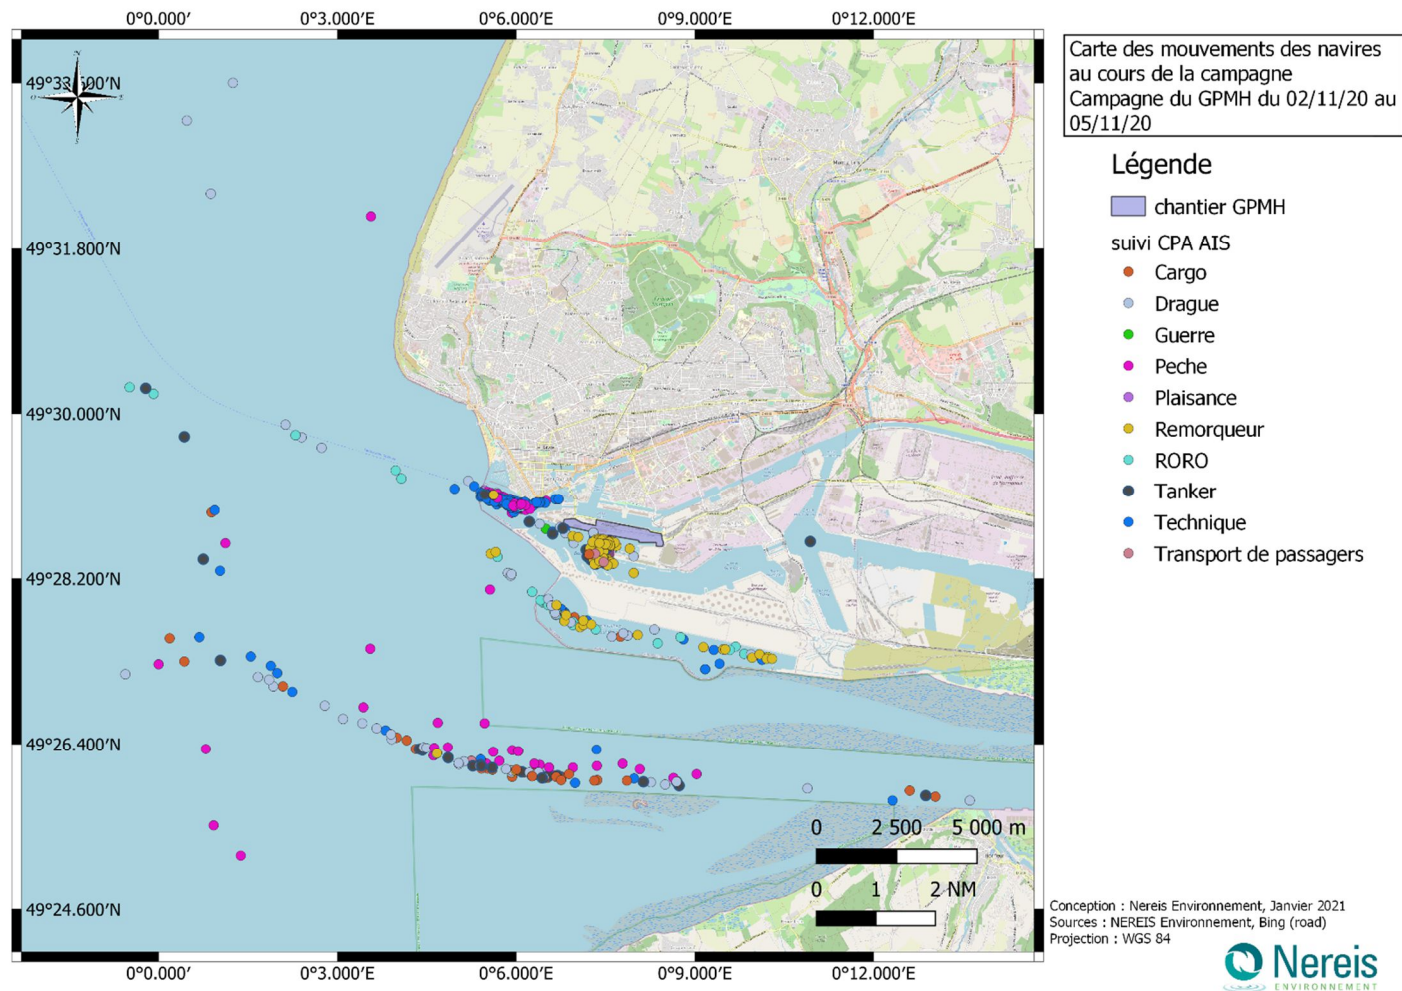 0°0.000′ 0°3.000′E 0°6.000′E 0°9.000′E 0°12.000′E
Carte des mouvements des navires
au cours de la campagne
Campagne du GPMH du 02/11/20 au
05/11/20
Légende
chantier GPMH
suivi CPA AIS
Cargo
Drague
Guerre
Peche
Plaisance
Remorqueur
RORO
Tanker
Technique
Transport de passagers
N
49°31.800′N
49°30.000′N
49°28.200′N
49°26.400′N
49°24.600′N
0 2 500 5 000 m
0 1 2 NM
Conception : Nereis Environnement, Janvier 2021
Sources : NEREIS Environnement, Bing (road)
Projection : WGS 84
Nereis
ENVIRONNEMENT
0°0.000′ 0°3.000′E 0°6.000′E 0°9.000′E 0°12.000′E